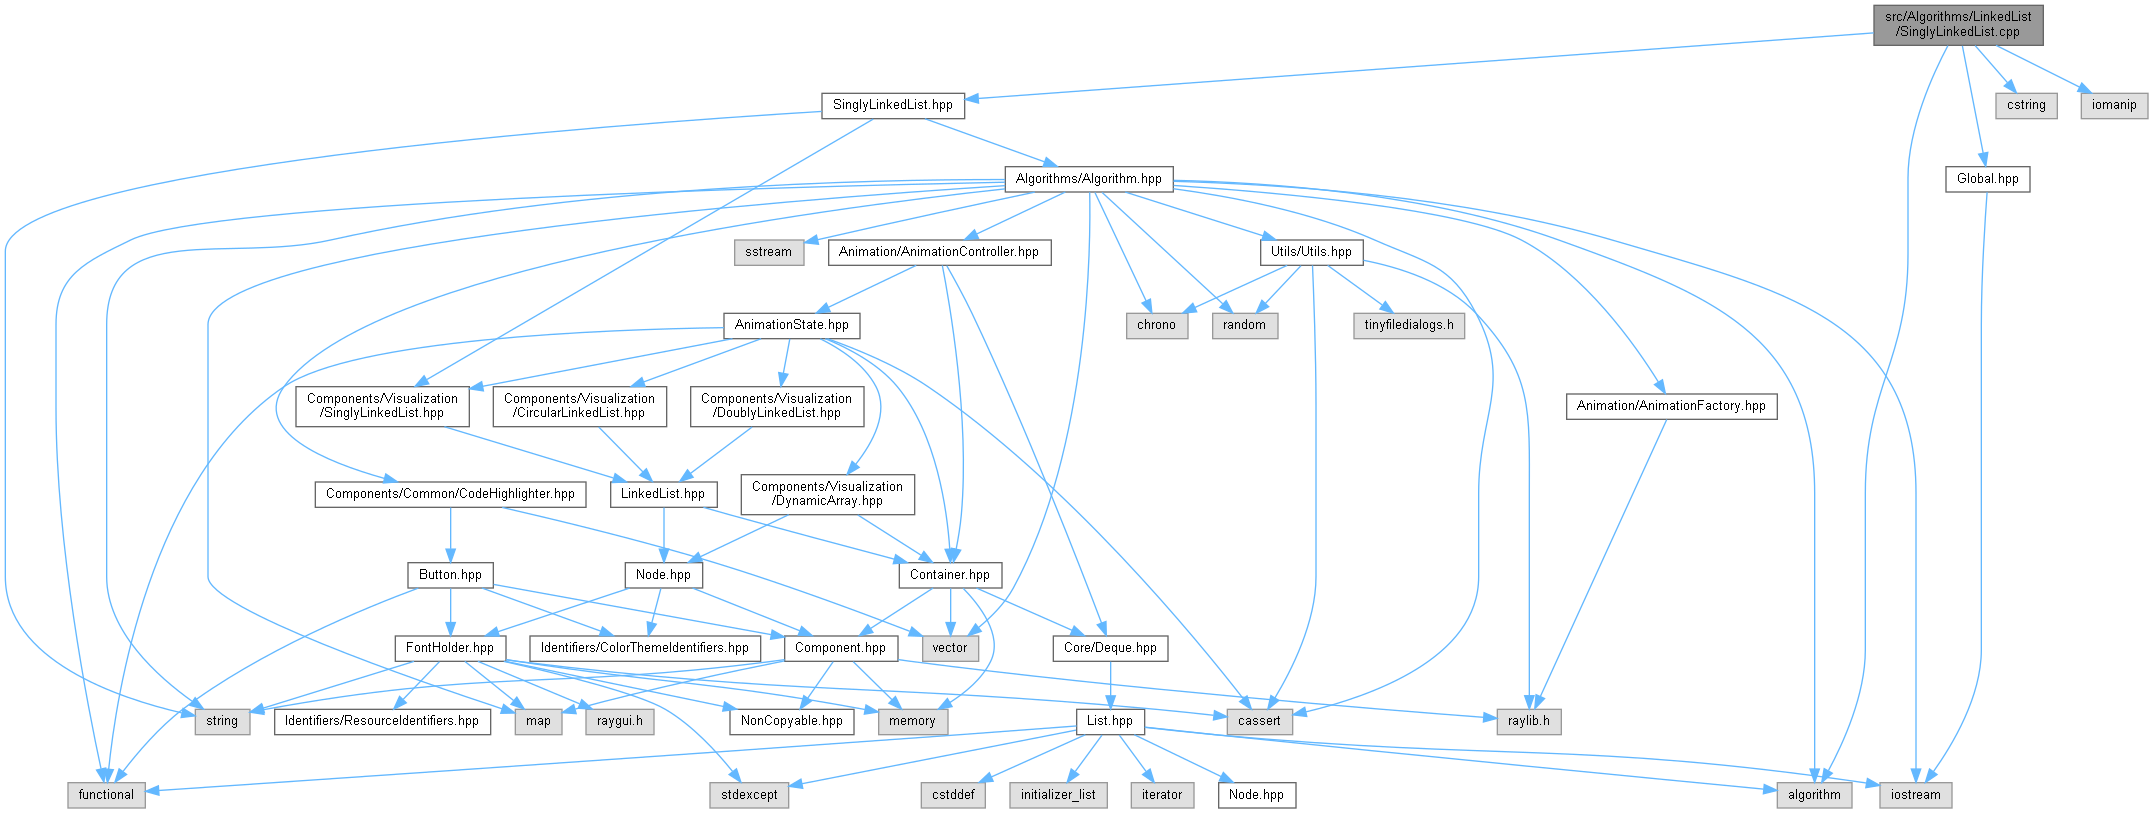 src/Algorithms/LinkedList
/SinglyLinkedList.cpp
SinglyLinkedList.hpp
cstring
iomanip
Algorithms/Algorithm.hpp
Global.hpp
sstream
Animation/AnimationController.hpp
Utils/Utils.hpp
AnimationState.hpp
chrono
random
tinyfiledialogs.h
Components/Visualization
/SinglyLinkedList.hpp
Components/Visualization
/CircularLinkedList.hpp
Components/Visualization
/DoublyLinkedList.hpp
Animation/AnimationFactory.hpp
Components/Common/CodeHighlighter.hpp
LinkedList.hpp
Components/Visualization
/DynamicArray.hpp
Button.hpp
Node.hpp
Container.hpp
FontHolder.hpp
Identifiers/ColorThemeIdentifiers.hpp
Component.hpp
vector
Core/Deque.hpp
string
Identifiers/ResourceIdentifiers.hpp
map
raygui.h
NonCopyable.hpp
memory
List.hpp
cassert
raylib.h
functional
stdexcept
cstddef
initializer_list
iterator
Node.hpp
algorithm
iostream